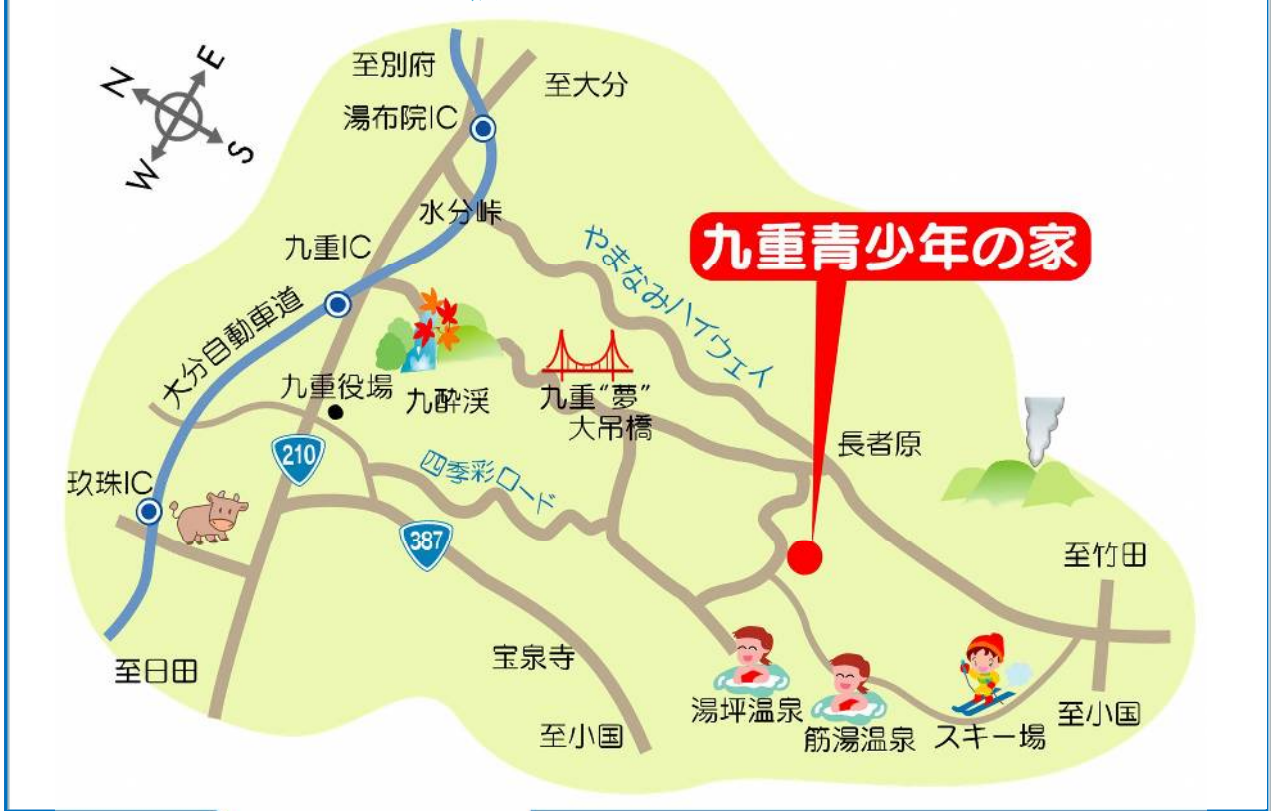 N
E
W
S
至別府
至大分
湯布院IC
水分峠
九重青少年の家
やまなみハイウェイ
九重IC
大分自動車道
九重役場
九酔渓
九重“夢”
大吊橋
長者原
210
四季彩ロード
玖珠IC
387
至竹田
至日田
宝泉寺
至小国
湯坪温泉
筋湯温泉
スキー場
至小国